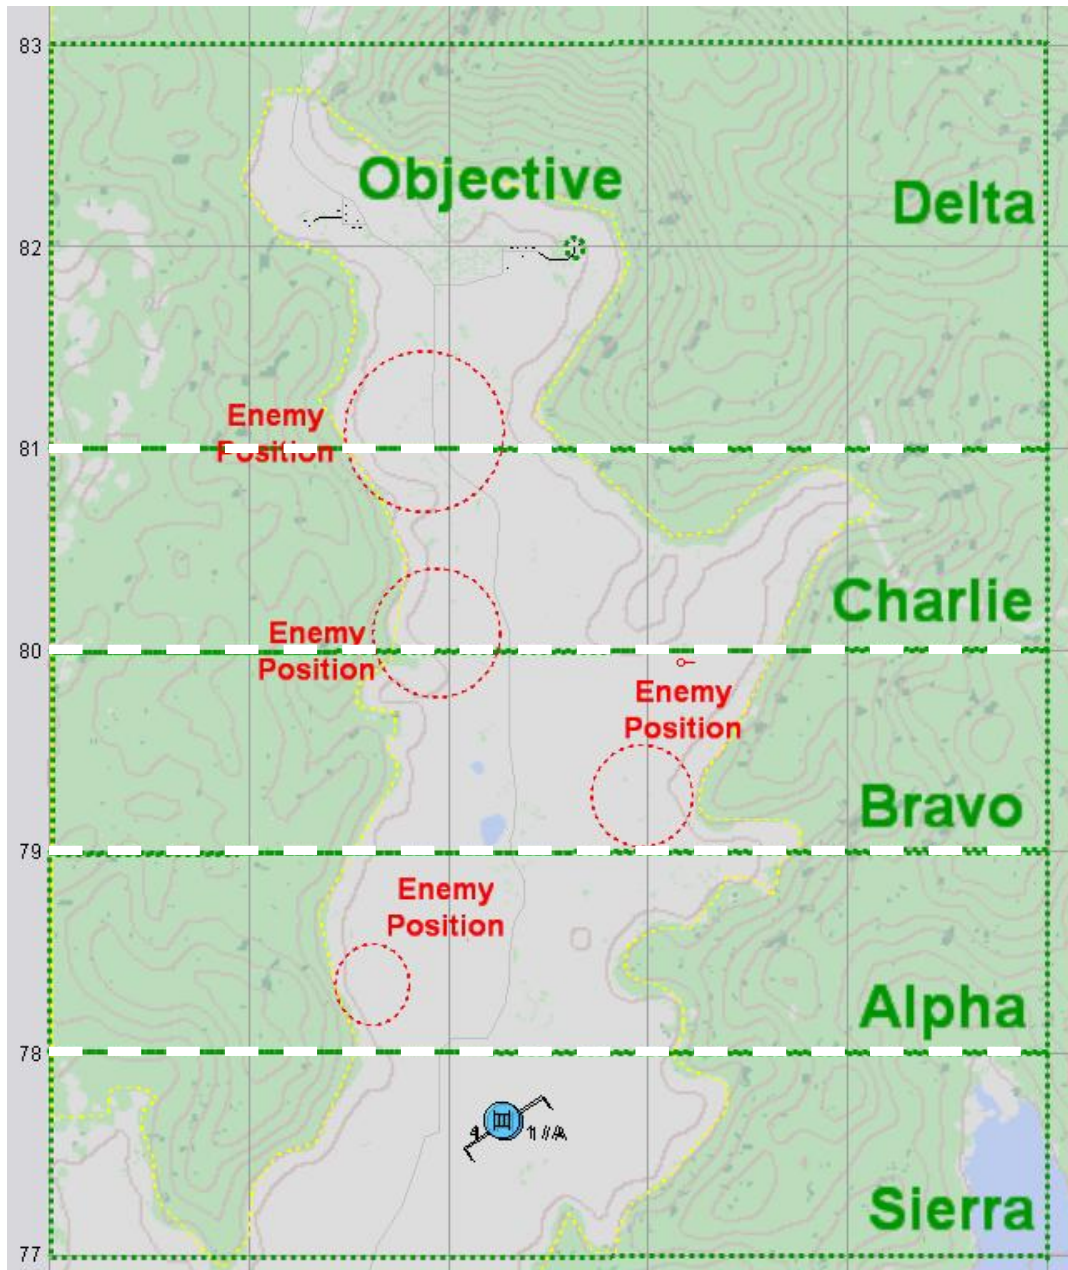 83
Objective
Delta
82
Enemy
Position
81
Charlie
Enemy
Position
80
Enemy
Position
Bravo
79
Enemy
Position
Alpha
78
1/A
Sierra
77